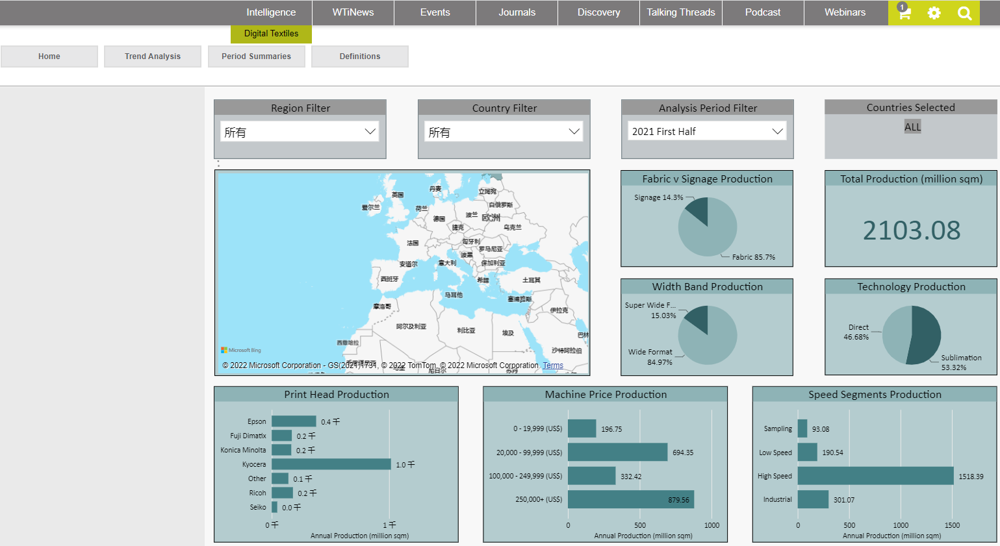 Intelligence
WTiNews
Events
Journals
Discovery
Talking Threads
Podcast
Webinars
1
Digital Textiles
Home
Trend Analysis
Period Summaries
Definitions
Region Filter
所有
Country Filter
所有
Analysis Period Filter
2021 First Half
Countries Selected
ALL
:
英国
丹麦
立陶宛
爱尔兰
荷兰
白俄罗斯
德国
波兰
欧洲
捷克
乌克兰
法国
匈牙利
罗马尼亚
波黑
安道尔
意大利
保加利亚
西班牙
希腊
土耳其
马耳他
塞浦路斯
摩洛哥
伊拉克
阿尔及利亚
利比亚
埃及
巴林
西撒哈拉
沙特阿拉伯
Microsoft Bing
© 2022 Microsoft Corporation - GS(2021)1731, © 2022 TomTom, © 2022 Microsoft Corporation Terms
Fabric v Signage Production
Signage 14.3%
Fabric 85.7%
Total Production (million sqm)
2103.08
Width Band Production
Super Wide F...
15.03%
Wide Format
84.97%
Technology Production
Direct
46.68%
Sublimation
53.32%
Print Head Production
Epson 0.4 千
Fuji Dimatix 0.2 千
Konica Minolta 0.2 千
Kyocera 1.0 千
Other 0.1 千
Ricoh 0.2 千
Seiko 0.0 千
0 千 1 千
Annual Production (million sqm)
Machine Price Production
0 - 19,999 (US$) 196.75
20,000 - 99,999 (US$) 694.35
100,000 - 249,999 (US$) 332.42
250,000+ (US$) 879.56
0 500 1000
Annual Production (million sqm)
Speed Segments Production
Sampling 93.08
Low Speed 190.54
High Speed 1518.39
Industrial 301.07
0 500 1000 1500
Annual Production (million sqm)